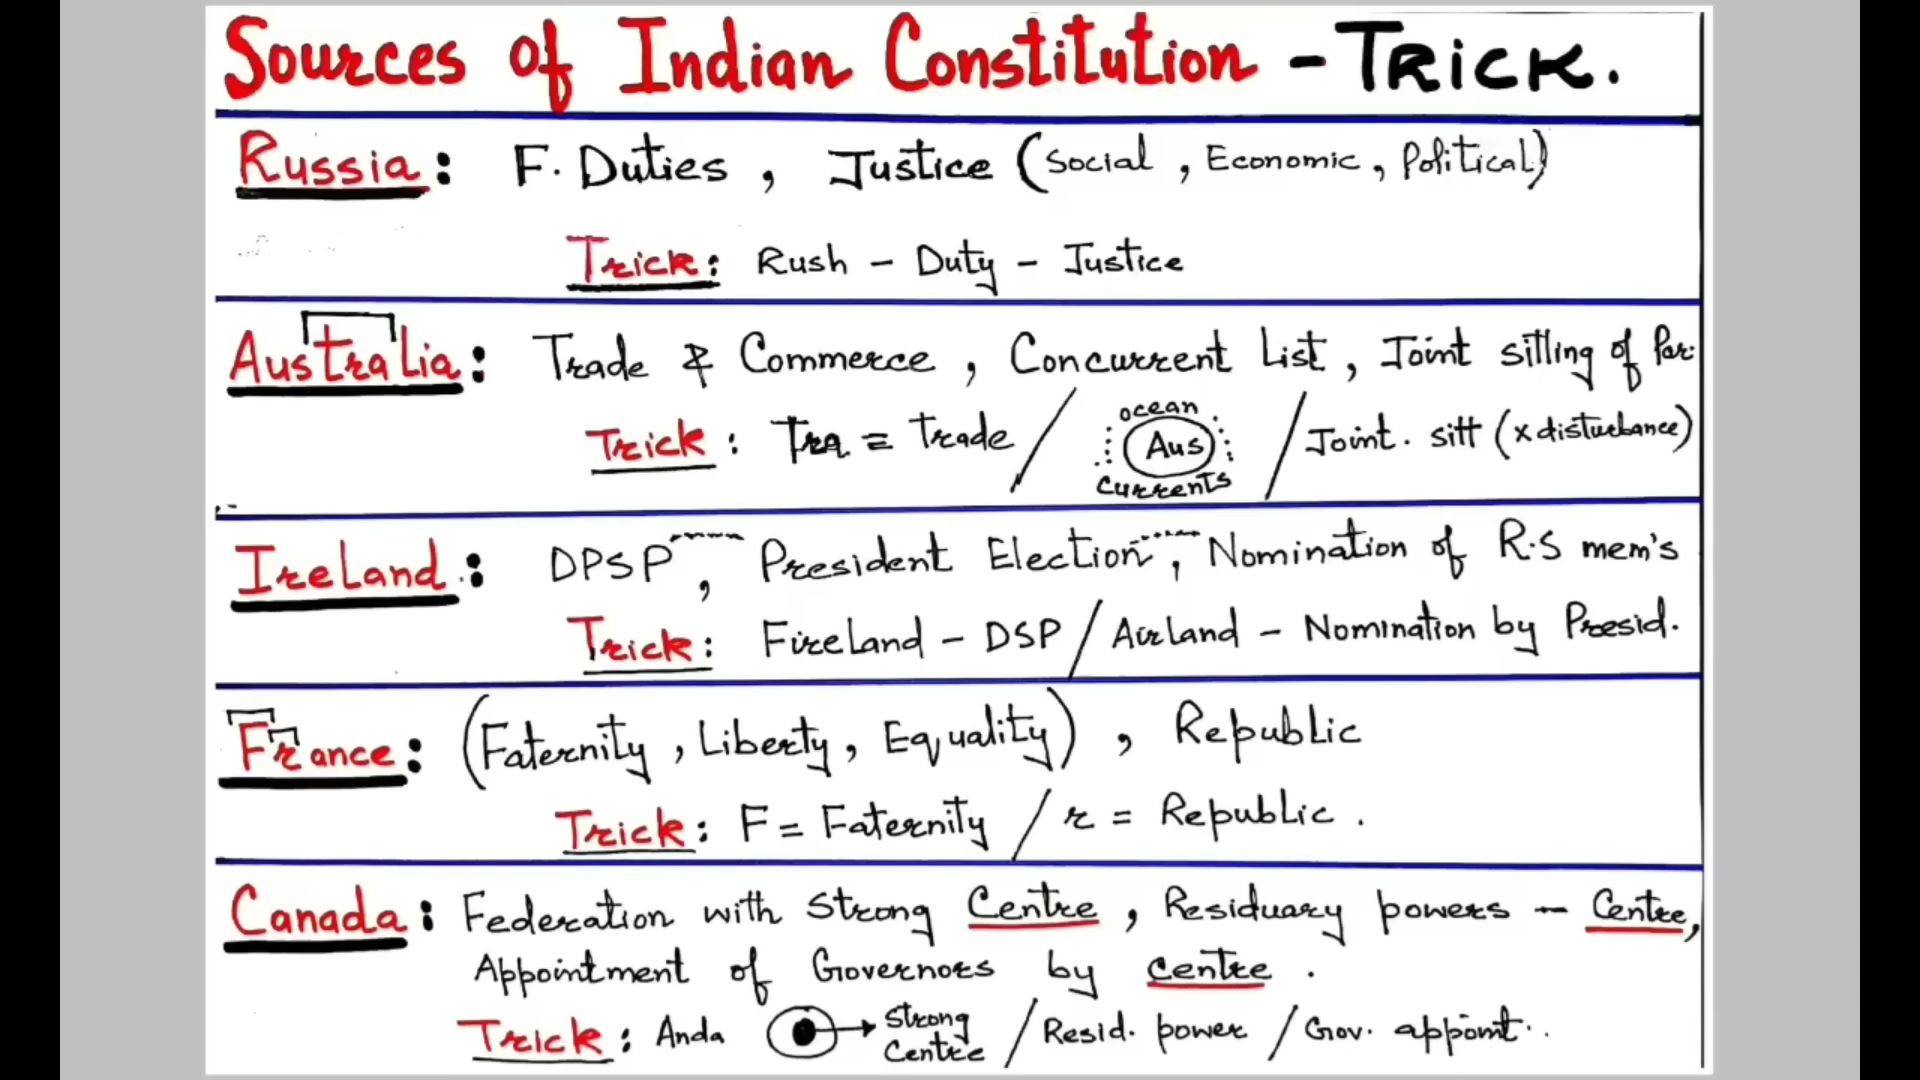 Sources of Indian Constitution - TRICK.
Russia: F. Duties, Justice (Social, Economic, Political)
Trick: Rush - Duty - Justice
Australia: Trade & Commerce, Concurrent List, Joint sitling of Par.
Trick: Tra = Trade / ocean Aus currents / Joint. sitt (x disturbance)
Ireland: DPSP, President Election, Nomination of R.S mem's
Trick: Fireland - DSP / Airland - Nomination by Presid.
France: (Faternity, Liberty, Equality), Republic
Trick: F = Faternity / r = Republic.
Canada: Federation with Strong Centre, Residuary powers - Centre,
Appointment of Governors by centre.
Trick: Anda → strong centre / Resid. power / Gov. appomt.